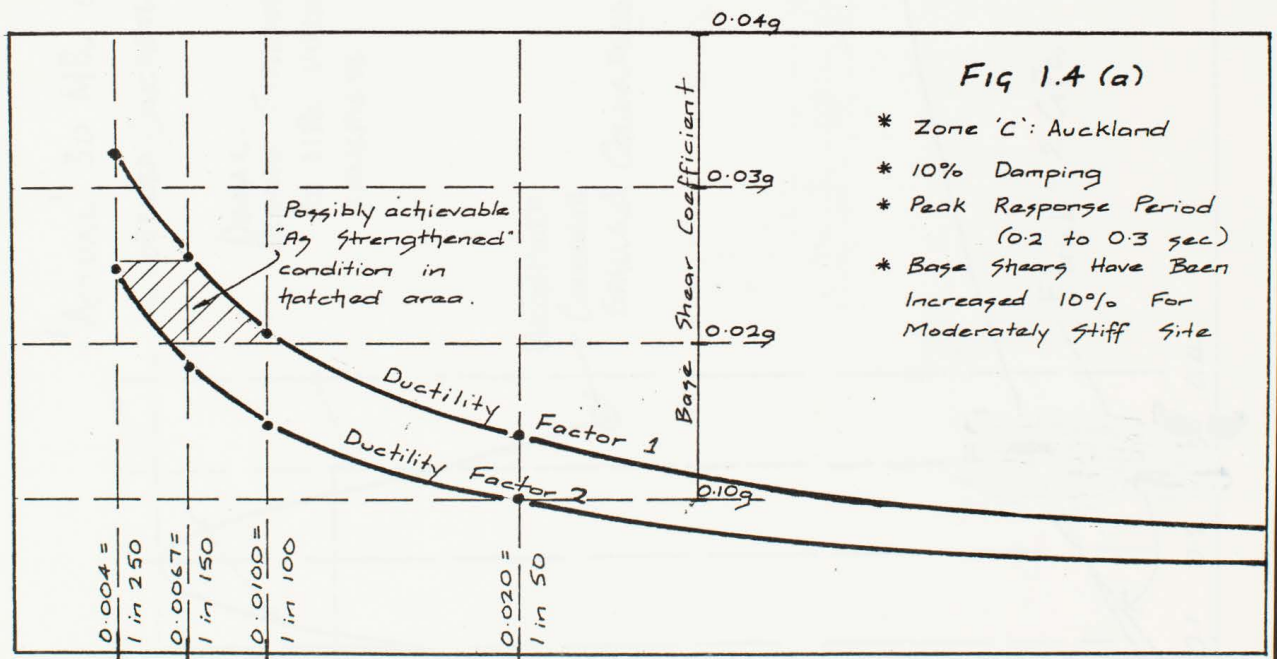 0.04g
Fig 1.4 (a)
* Zone 'C': Auckland
* 10% Damping
* Peak Response Period
(0.2 to 0.3 sec)
* Base Shears Have Been
Increased 10% For
Moderately Stiff Site
Base Shear Coefficient
0.03g
Possibly achievable
"As Strengthened"
condition in
hatched area.
0.02g
Ductility Factor 1
Ductility Factor 2
0.10g
0.004 =
1 in 250
0.0067 =
1 in 150
0.0100 =
1 in 100
0.020 =
1 in 50